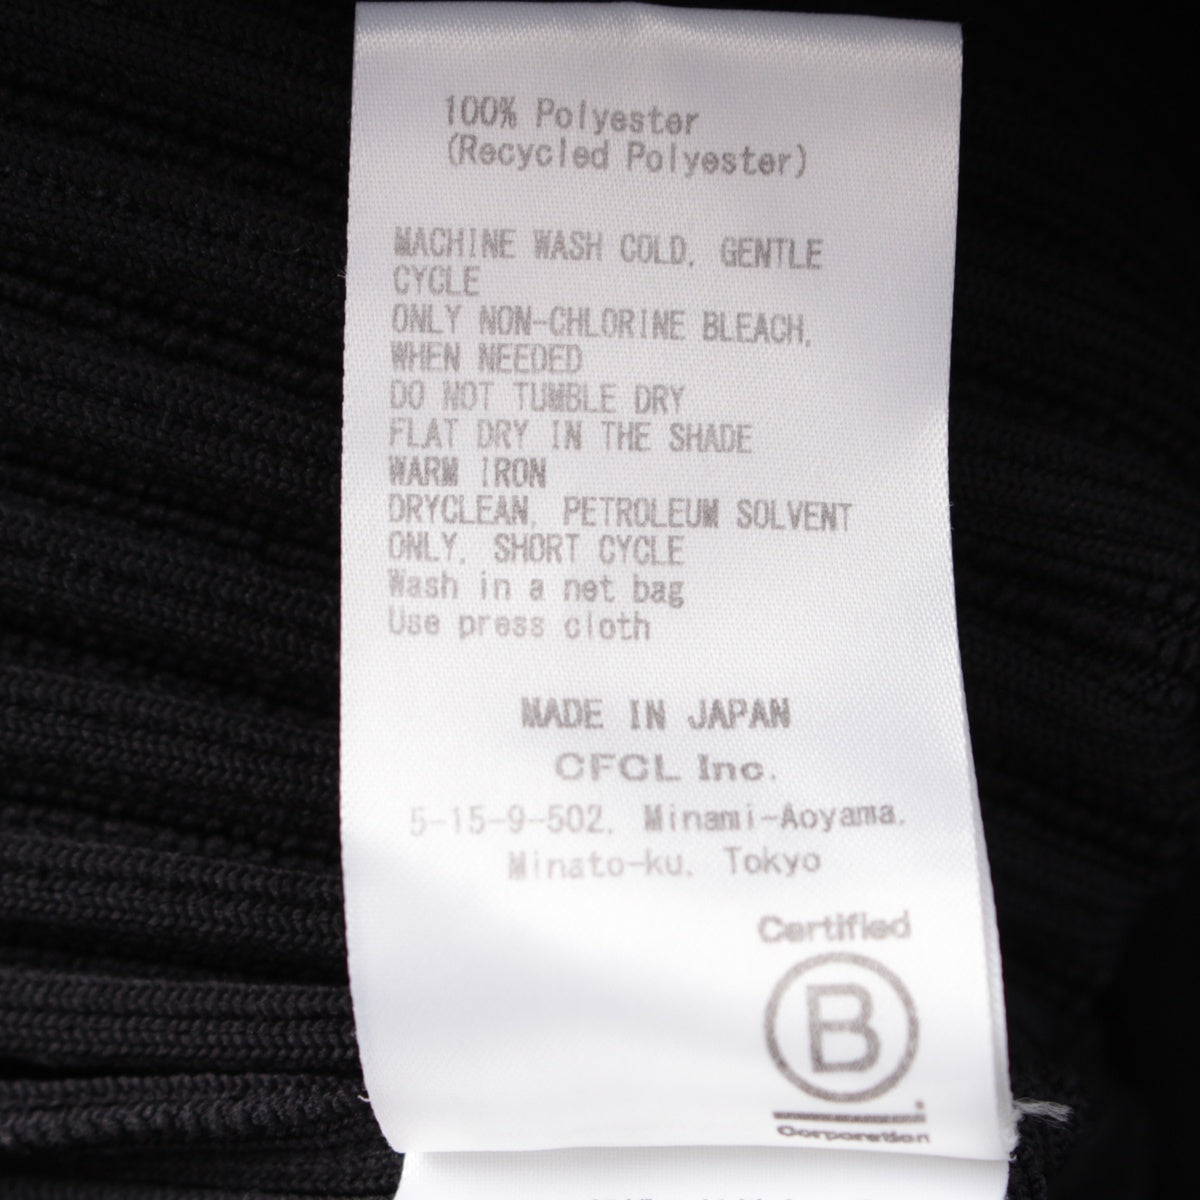 100% Polyester
(Recycled Polyester)
MACHINE WASH COLD, GENTLE
CYCLE
ONLY NON-CHLORINE BLEACH,
WHEN NEEDED
DO NOT TUMBLE DRY
FLAT DRY IN THE SHADE
WARM IRON
DRYCLEAN, PETROLEUM SOLVENT
ONLY, SHORT CYCLE
Wash in a net bag
Use press cloth
MADE IN JAPAN
CFCL Inc.
5-15-9-502, Minami-Aoyama,
Minato-ku, Tokyo
Certified
B
Corporation